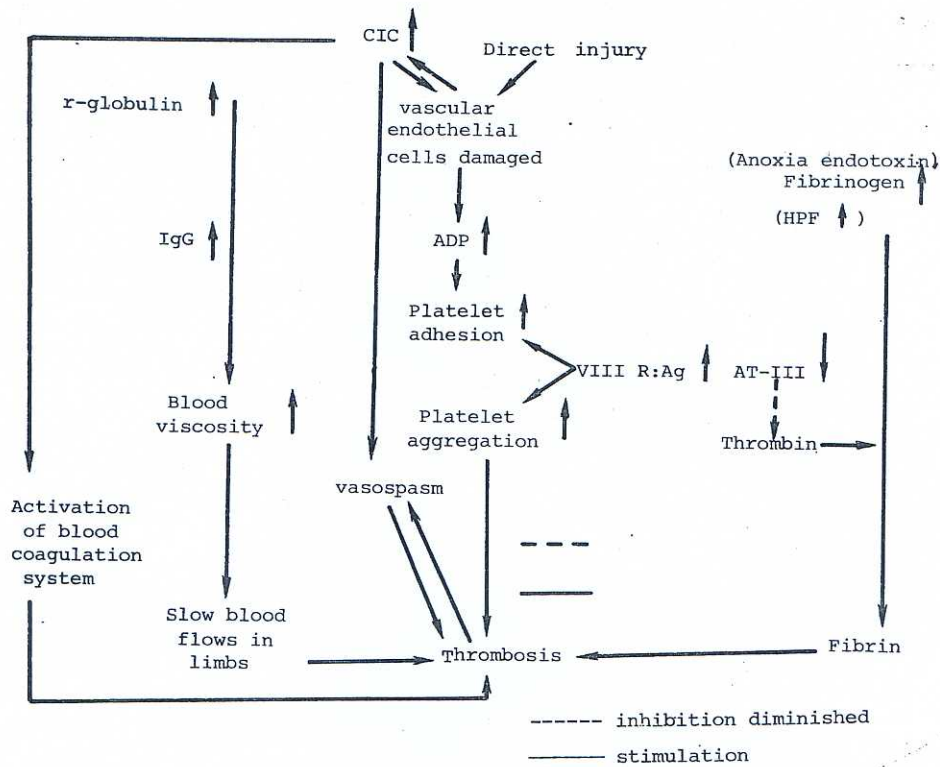 CIC
Direct injury
r-globulin
vascular
endothelial
cells damaged
(Anoxia endotoxin)
Fibrinogen
(HPF )
IgG
ADP
Platelet
adhesion
VIII R:Ag
AT-III
Blood
viscosity
Platelet
aggregation
Thrombin
vasospasm
Activation
of blood
coagulation
system
Slow blood
flows in
limbs
Thrombosis
Fibrin
inhibition diminished
stimulation